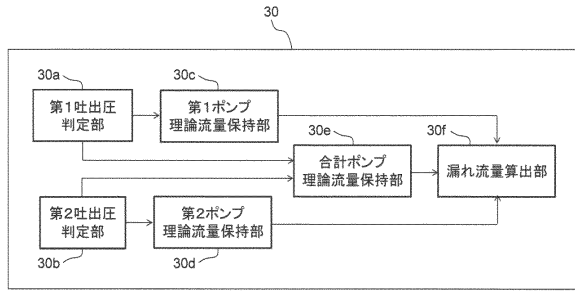 30
30a
30c
第1吐出圧
判定部
第1ポンプ
理論流量保持部
30e
30f
合計ポンプ
理論流量保持部
漏れ流量算出部
第2吐出圧
判定部
第2ポンプ
理論流量保持部
30b
30d